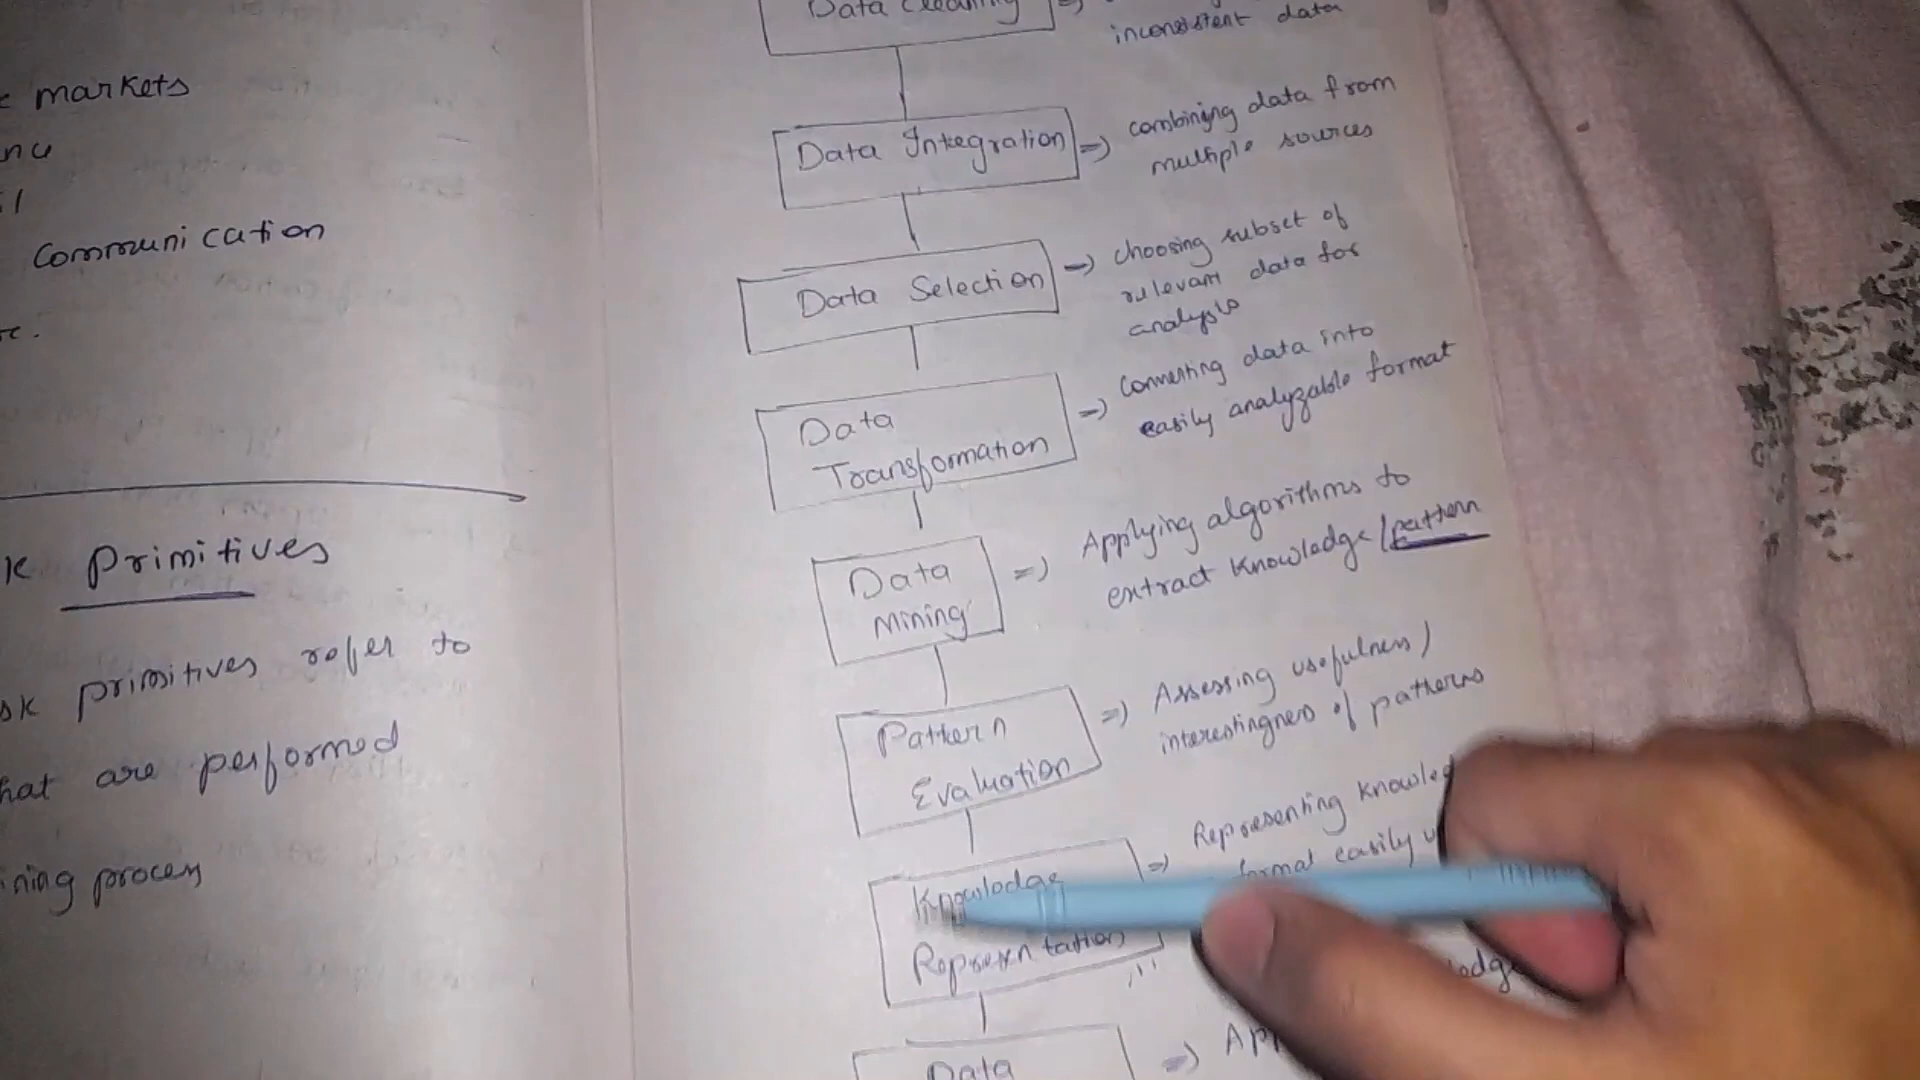 markets
Communication
Primitives
primitives refer to
are performed
process
Data Cleaning =>
inconsistent data
Data Integration => combining data from
multiple sources
Data Selection => choosing subset of
relevant data for
analysis
Data
Transformation => Converting data into
easily analyzable format
Data
Mining => Applying algorithms to
extract knowledge/pattern
Pattern
Evaluation => Assessing usefulness/
interestingness of patterns
Knowledge
Representation => Representing
format easily
Data =>